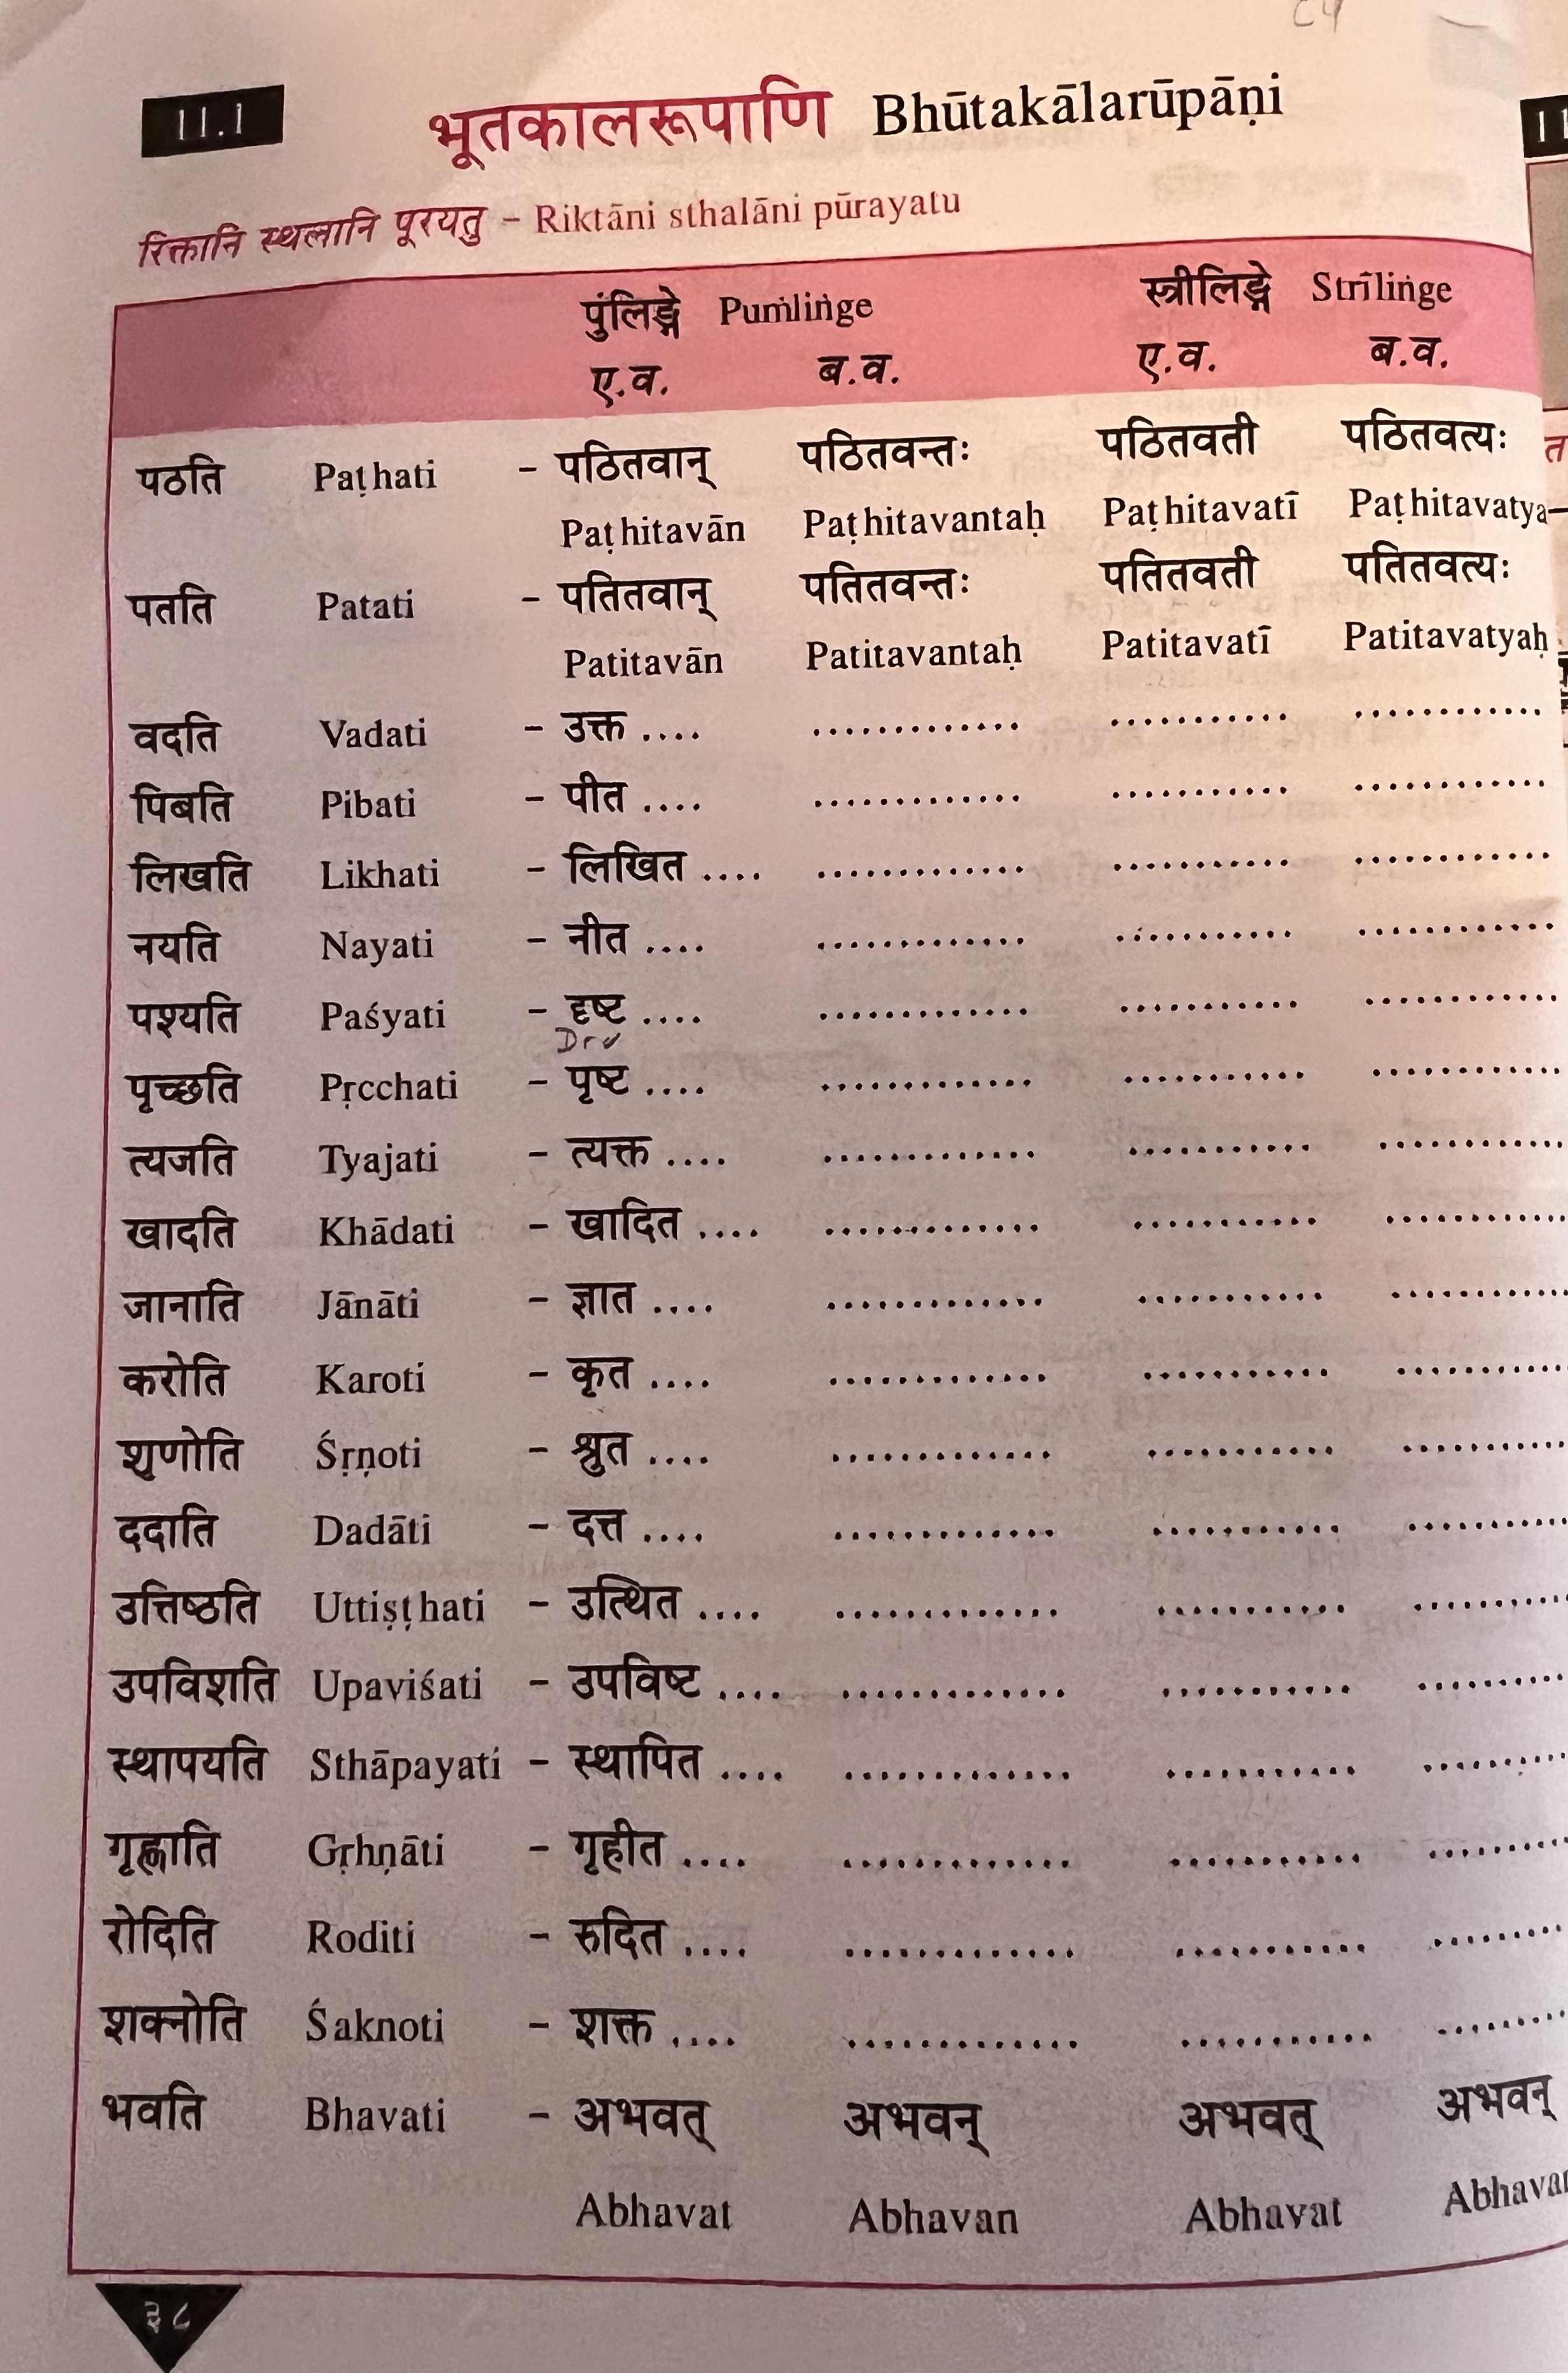 C4
11.1 भूतकालरूपाणि Bhūtakālarūpāṇi
रिक्तानि स्थलानि पूरयतु – Riktāni sthalāni pūrayatu
पुंलिङ्गे Puṁliṅge स्त्रीलिङ्गे Strīliṅge
ए.व. ब.व. ए.व. ब.व.
पठति Paṭhati – पठितवान् पठितवन्तः पठितवती पठितवत्यः
Paṭhitavān Paṭhitavantaḥ Paṭhitavatī Paṭhitavatya
पतति Patati – पतितवान् पतितवन्तः पतितवती पतितवत्यः
Patitavān Patitavantaḥ Patitavatī Patitavatyaḥ
वदति Vadati – उक्त .... ............. ........... ............
पिबति Pibati – पीत .... ............. ........... ............
लिखति Likhati – लिखित .... ............. ........... ............
नयति Nayati – नीत .... ............. ........... ............
पश्यति Paśyati – दृष्ट .... ............. ........... ............
पृच्छति Pṛcchati – पृष्ट .... ............. ........... ............
त्यजति Tyajati – त्यक्त .... ............. ........... ............
खादति Khādati – खादित .... ............. ........... ............
जानाति Jānāti – ज्ञात .... ............. ........... ............
करोति Karoti – कृत .... ............. ........... ............
शृणोति Śṛṇoti – श्रुत .... ............. ........... ............
ददाति Dadāti – दत्त .... ............. ........... ............
उत्तिष्ठति Uttiṣṭhati – उत्थित .... ............. ........... ............
उपविशति Upaviśati – उपविष्ट .... ............. ........... ............
स्थापयति Sthāpayati – स्थापित .... ............. ........... ............
गृह्णाति Gṛhṇāti – गृहीत .... ............. ........... ............
रोदिति Roditi – रुदित .... ............. ........... ............
शक्नोति Śaknoti – शक्त .... ............. ........... ............
भवति Bhavati – अभवत् अभवन् अभवत् अभवन्
Abhavat Abhavan Abhavat Abhavan
३८